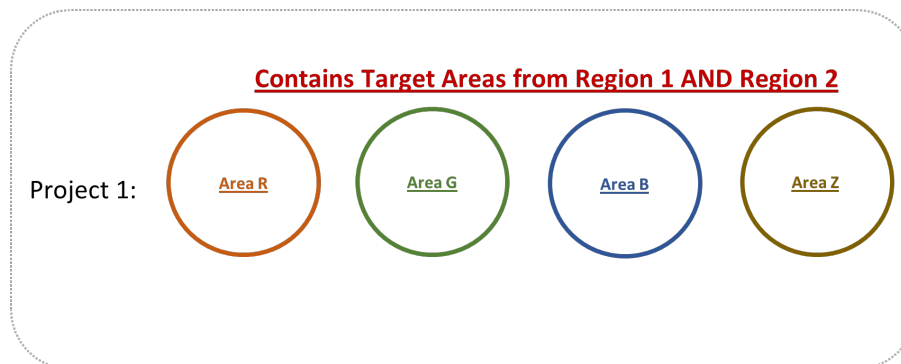 Contains Target Areas from Region 1 AND Region 2
Project 1:
Area R
Area G
Area B
Area Z